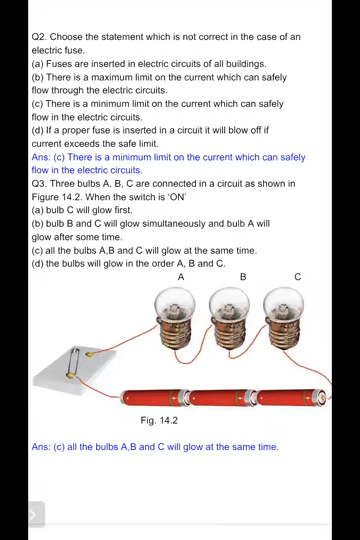 Q2. Choose the statement which is not correct in the case of an
electric fuse.
(a) Fuses are inserted in electric circuits of all buildings.
(b) There is a maximum limit on the current which can safely
flow through the electric circuits.
(c) There is a minimum limit on the current which can safely
flow in the electric circuits.
(d) If a proper fuse is inserted in a circuit it will blow off if
current exceeds the safe limit.
Ans: (c) There is a minimum limit on the current which can safely
flow in the electric circuits.
Q3. Three bulbs A, B, C are connected in a circuit as shown in
Figure 14.2. When the switch is ‘ON’
(a) bulb C will glow first.
(b) bulb B and C will glow simultaneously and bulb A will
glow after some time.
(c) all the bulbs A,B and C will glow at the same time.
(d) the bulbs will glow in the order A, B and C.
A B C
Fig. 14.2
Ans: (c) all the bulbs A,B and C will glow at the same time.